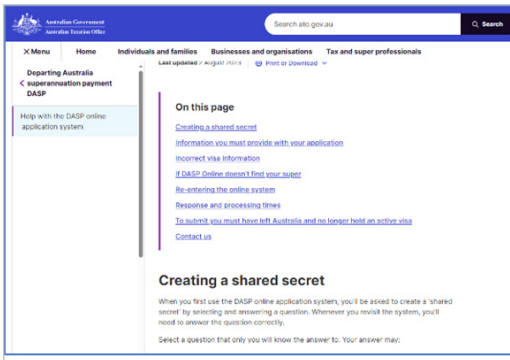 Australian Government
Australian Taxation Office
Search ato.gov.au
Search
Menu
Home
Individuals and families
Businesses and organisations
Tax and super professionals
Departing Australia
superannuation payment
DASP
Help with the DASP online
application system
Last updated 2 August 2023
Print or Download
On this page
Creating a shared secret
Information you must provide with your application
Incorrect visa information
If DASP Online doesn't find your super
Re-entering the online system
Response and processing times
To submit you must have left Australia and no longer hold an active visa
Contact us
Creating a shared secret
When you first use the DASP online application system, you'll be asked to create a 'shared
secret' by selecting and answering a question. Whenever you revisit the system, you'll
need to answer the question correctly.
Select a question that only you will know the answer to. Your answer may: